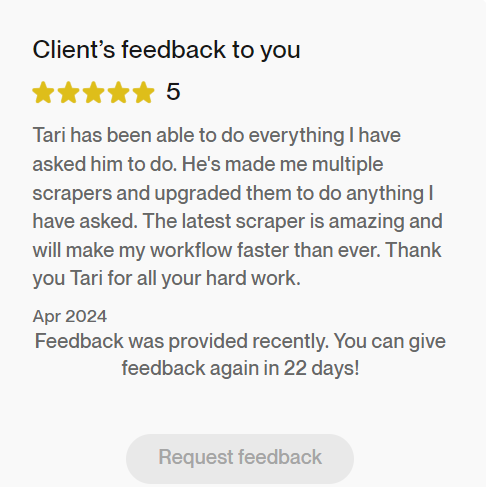 Client’s feedback to you
5
Tari has been able to do everything I have
asked him to do. He's made me multiple
scrapers and upgraded them to do anything I
have asked. The latest scraper is amazing and
will make my workflow faster than ever. Thank
you Tari for all your hard work.
Apr 2024
Feedback was provided recently. You can give
feedback again in 22 days!
Request feedback